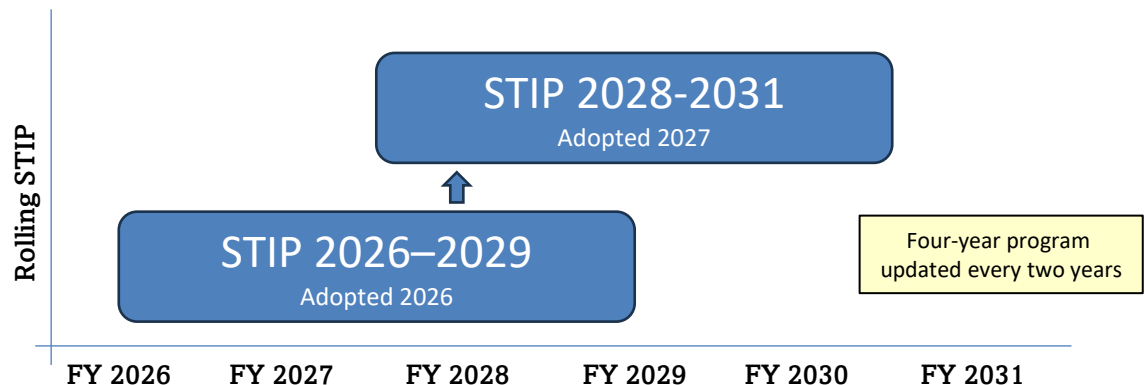 Rolling STIP
STIP 2028-2031
Adopted 2027
STIP 2026–2029
Adopted 2026
Four-year program
updated every two years
FY 2026 FY 2027 FY 2028 FY 2029 FY 2030 FY 2031